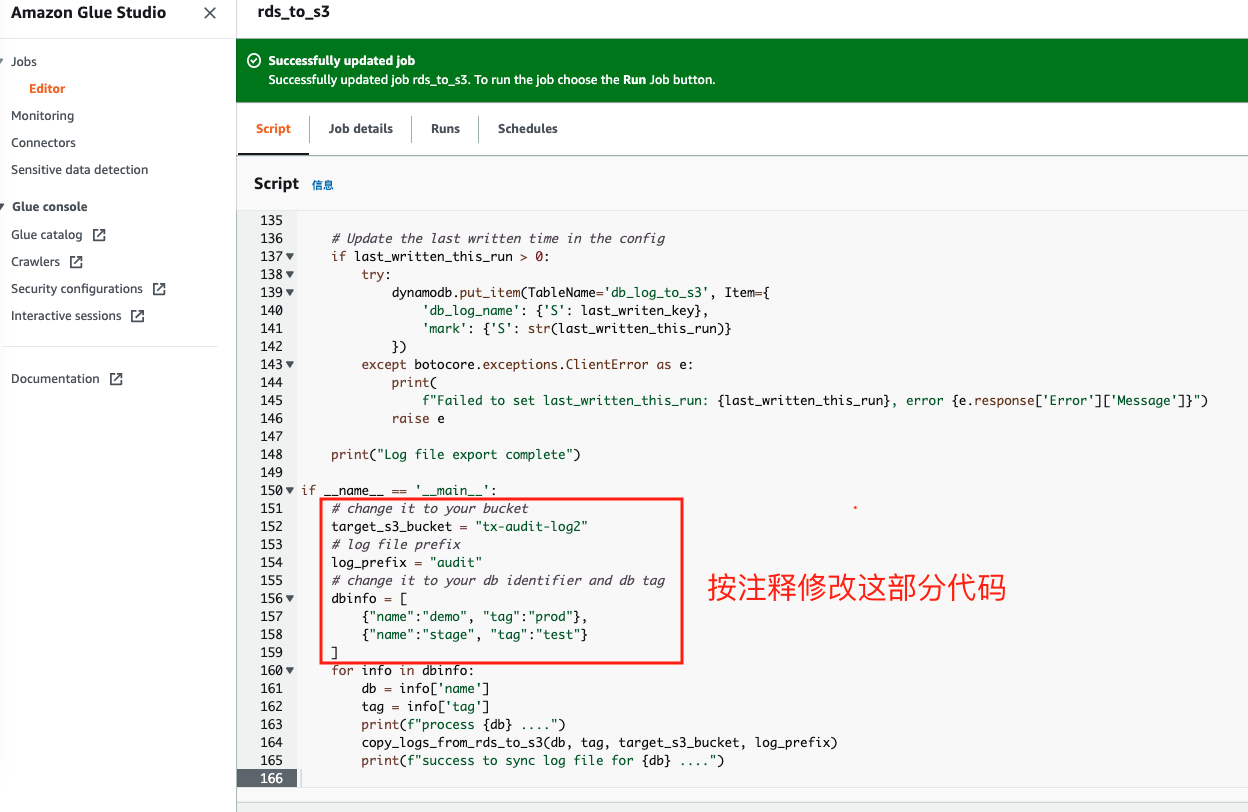 Amazon Glue Studio
rds_to_s3
Successfully updated job
Successfully updated job rds_to_s3. To run the job choose the Run Job button.
Jobs
Editor
Monitoring
Connectors
Sensitive data detection
Glue console
Glue catalog
Crawlers
Security configurations
Interactive sessions
Documentation
Script
Job details
Runs
Schedules
Script 信息
135
136 # Update the last written time in the config
137 if last_written_this_run > 0:
138 try:
139 dynamodb.put_item(TableName='db_log_to_s3', Item={
140 'db_log_name': {'S': last_writen_key},
141 'mark': {'S': str(last_written_this_run)}
142 })
143 except botocore.exceptions.ClientError as e:
144 print(
145 f"Failed to set last_written_this_run: {last_written_this_run}, error {e.response['Error']['Message']}")
146 raise e
147
148 print("Log file export complete")
149
150 if __name__ == '__main__':
151 # change it to your bucket
152 target_s3_bucket = "tx-audit-log2"
153 # log file prefix
154 log_prefix = "audit"
155 # change it to your db identifier and db tag
156 dbinfo = [
157 {"name":"demo", "tag":"prod"},
158 {"name":"stage", "tag":"test"}
159 ]
160 for info in dbinfo:
161 db = info['name']
162 tag = info['tag']
163 print(f"process {db} ....")
164 copy_logs_from_rds_to_s3(db, tag, target_s3_bucket, log_prefix)
165 print(f"success to sync log file for {db} ....")
166
按注释修改这部分代码